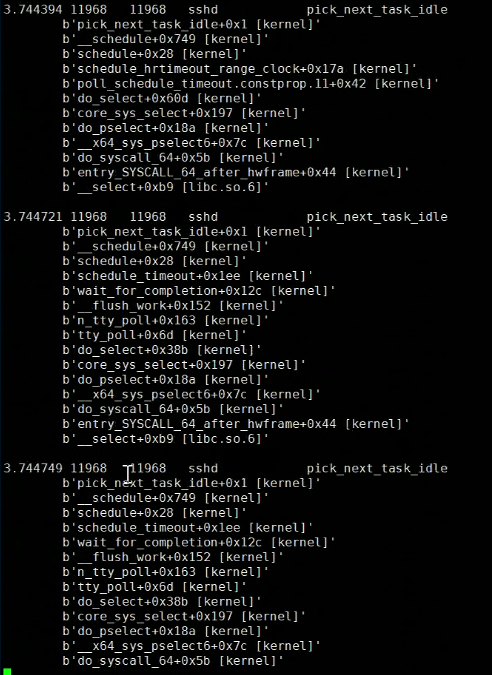 3.744394 11968   11968   sshd            pick_next_task_idle
        b'pick_next_task_idle+0x1 [kernel]'
        b'__schedule+0x749 [kernel]'
        b'schedule+0x28 [kernel]'
        b'schedule_hrtimeout_range_clock+0x17a [kernel]'
        b'poll_schedule_timeout.constprop.11+0x42 [kernel]'
        b'do_select+0x60d [kernel]'
        b'core_sys_select+0x197 [kernel]'
        b'do_pselect+0x18a [kernel]'
        b'__x64_sys_pselect6+0x7c [kernel]'
        b'do_syscall_64+0x5b [kernel]'
        b'entry_SYSCALL_64_after_hwframe+0x44 [kernel]'
        b'__select+0xb9 [libc.so.6]'

3.744721 11968   11968   sshd            pick_next_task_idle
        b'pick_next_task_idle+0x1 [kernel]'
        b'__schedule+0x749 [kernel]'
        b'schedule+0x28 [kernel]'
        b'schedule_timeout+0x1ee [kernel]'
        b'wait_for_completion+0x12c [kernel]'
        b'__flush_work+0x152 [kernel]'
        b'n_tty_poll+0x163 [kernel]'
        b'tty_poll+0x6d [kernel]'
        b'do_select+0x38b [kernel]'
        b'core_sys_select+0x197 [kernel]'
        b'do_pselect+0x18a [kernel]'
        b'__x64_sys_pselect6+0x7c [kernel]'
        b'do_syscall_64+0x5b [kernel]'
        b'entry_SYSCALL_64_after_hwframe+0x44 [kernel]'
        b'__select+0xb9 [libc.so.6]'

3.744749 11968   11968   sshd            pick_next_task_idle
        b'pick_next_task_idle+0x1 [kernel]'
        b'__schedule+0x749 [kernel]'
        b'schedule+0x28 [kernel]'
        b'schedule_timeout+0x1ee [kernel]'
        b'wait_for_completion+0x12c [kernel]'
        b'__flush_work+0x152 [kernel]'
        b'n_tty_poll+0x163 [kernel]'
        b'tty_poll+0x6d [kernel]'
        b'do_select+0x38b [kernel]'
        b'core_sys_select+0x197 [kernel]'
        b'do_pselect+0x18a [kernel]'
        b'__x64_sys_pselect6+0x7c [kernel]'
        b'do_syscall_64+0x5b [kernel]'